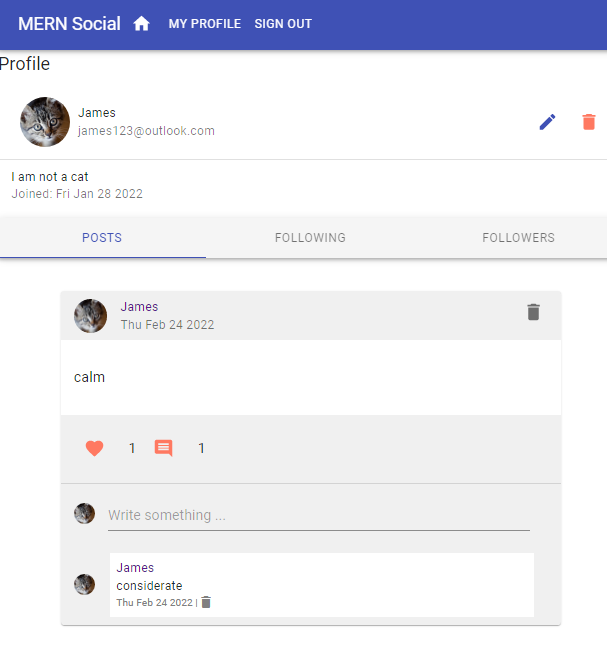 MERN Social MY PROFILE SIGN OUT
Profile
James
james123@outlook.com
I am not a cat
Joined: Fri Jan 28 2022
POSTS FOLLOWING FOLLOWERS
James
Thu Feb 24 2022
calm
1 1
Write something ...
James
considerate
Thu Feb 24 2022 |